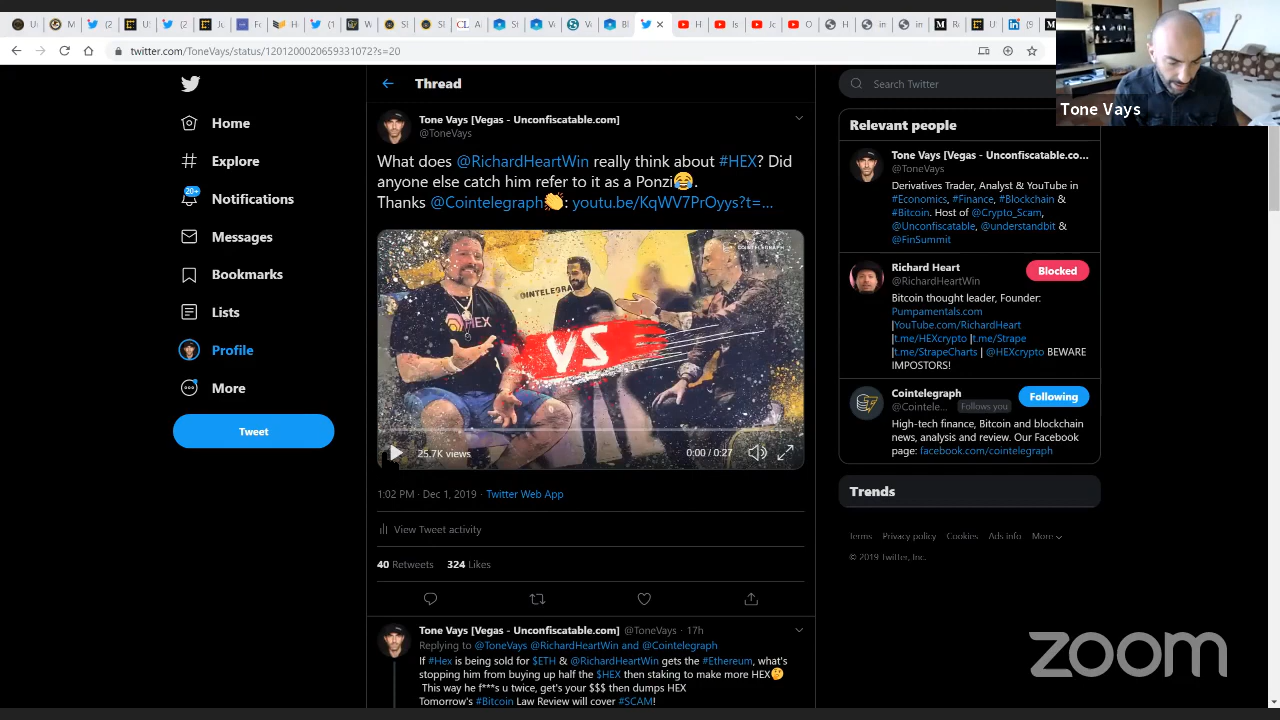 twitter.com/ToneVays/status/1201200020659331072?s=20
Tone Vays
Home
Explore
20+
Notifications
Messages
Bookmarks
Lists
Profile
More
Tweet
Thread
Tone Vays [Vegas - Unconfiscatable.com]
@ToneVays
What does @RichardHeartWin really think about #HEX? Did
anyone else catch him refer to it as a Ponzi😂.
Thanks @Cointelegraph👏: youtu.be/KqWV7PrOyys?t=...
COINTELEGRAPH
HEX
VS
25.7K views
0:00 / 0:27
1:02 PM · Dec 1, 2019 · Twitter Web App
View Tweet activity
40 Retweets 324 Likes
Tone Vays [Vegas - Unconfiscatable.com] @ToneVays · 17h
Replying to @ToneVays @RichardHeartWin and @Cointelegraph
If #Hex is being sold for $ETH & @RichardHeartWin gets the #Ethereum, what's
stopping him from buying up half the $HEX then staking to make more HEX🤔
This way he f***s u twice, get's your $$$ then dumps HEX
Tomorrow's #Bitcoin Law Review will cover #SCAM!
Search Twitter
Relevant people
Tone Vays [Vegas - Unconfiscatable.co...
@ToneVays
Derivatives Trader, Analyst & YouTube in
#Economics, #Finance, #Blockchain &
#Bitcoin. Host of @Crypto_Scam,
@Unconfiscatable, @understandbit &
@FinSummit
Richard Heart
@RichardHeartWin
Blocked
Bitcoin thought leader, Founder:
Pumpamentals.com
|YouTube.com/RichardHeart
|t.me/HEXcrypto |t.me/Strape
|t.me/StrapeCharts | @HEXcrypto BEWARE
IMPOSTORS!
Cointelegraph
@Cointele... Follows you
Following
High-tech finance, Bitcoin and blockchain
news, analysis and review. Our Facebook
page: facebook.com/cointelegraph
Trends
Terms Privacy policy Cookies Ads info More
© 2019 Twitter, Inc.
zoom